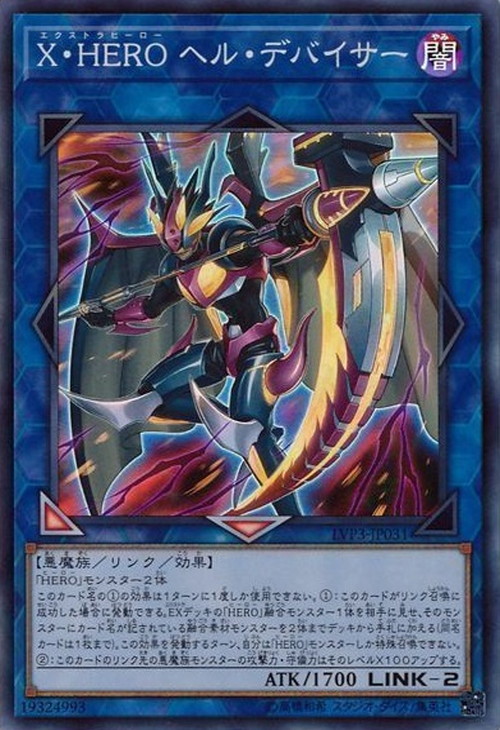 エクストラヒーロー
X・HERO ヘル・デバイサー
やみ
闇
LVP3-JP031
【悪魔族／リンク／効果】
「HERO」モンスター２体
このカード名の①の効果は１ターンに１度しか使用できない。①：このカードがリンク召喚に
成功した場合に発動できる。EXデッキの「HERO」融合モンスター１体を相手に見せ、そのモン
スターにカード名が記されている融合素材モンスターを２体までデッキから手札に加える（同名
カードは１枚まで）。この効果を発動するターン、自分は「HERO」モンスターしか特殊召喚できない。
②：このカードのリンク先の悪魔族モンスターの攻撃力・守備力はそのレベル×１００アップする。
ATK/1700 LINK-2
19324993
©高橋和希 スタジオ・ダイス/集英社